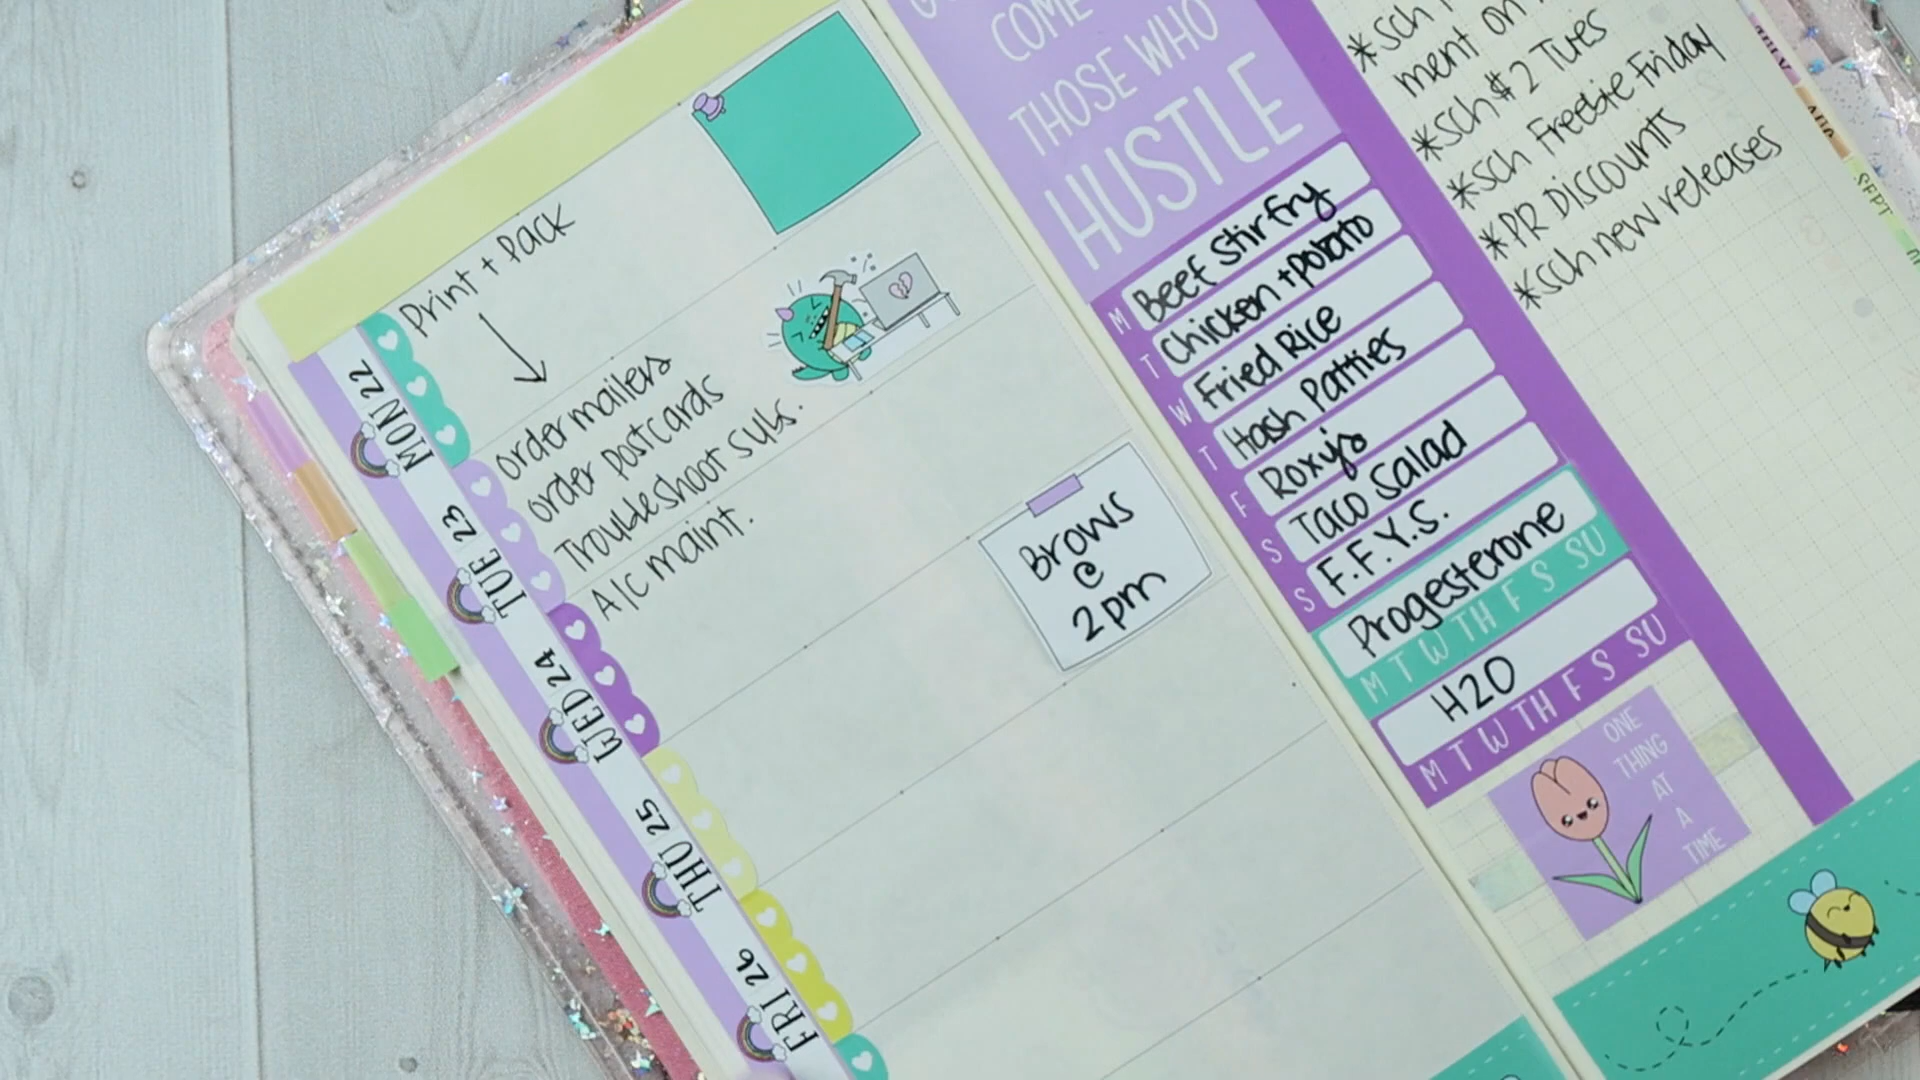 Print + Pack
MON 22
order mailers
order postcards
TUE 23
Troubleshoot subs.
A/C maint.
WED 24
Brows
@
2pm
THU 25
FRI 26
COME
THOSE WHO
HUSTLE
M Beef Stir fry
T Chicken + potato
W Fried Rice
T Hash Patties
F Roxy's
S Taco Salad
S F.F.Y.S.
Progesterone
M T W TH F S SU
H2O
M T W TH F S SU
ONE
THING
AT
A
TIME
*sch
ment on
*sch $2 Tues
*sch Freebie Friday
*PR Discounts
*sch new releases
SEPT